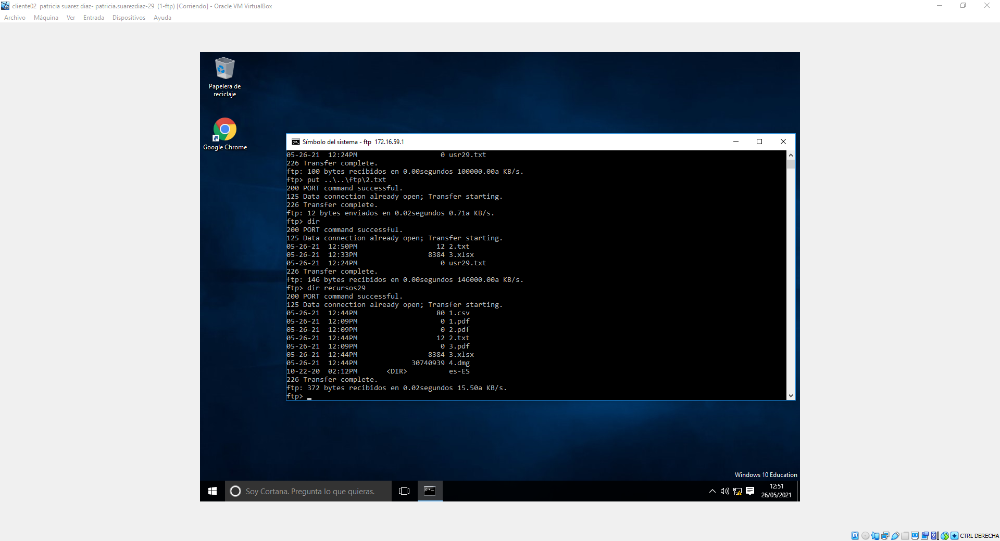 cliente02  patricia suarez diaz- patricia.suarezdiaz-29  (1-ftp) [Corriendo] - Oracle VM VirtualBox
Archivo Máquina Ver Entrada Dispositivos Ayuda
Papelera de
reciclaje
Google Chrome
Símbolo del sistema - ftp  172.16.59.1
05-26-21  12:24PM                    0 usr29.txt
226 Transfer complete.
ftp: 100 bytes recibidos en 0.00segundos 100000.00a KB/s.
ftp> put ..\..\ftp\2.txt
200 PORT command successful.
125 Data connection already open; Transfer starting.
226 Transfer complete.
ftp: 12 bytes enviados en 0.02segundos 0.71a KB/s.
ftp> dir
200 PORT command successful.
125 Data connection already open; Transfer starting.
05-26-21  12:50PM                   12 2.txt
05-26-21  12:33PM                 8384 3.xlsx
05-26-21  12:24PM                    0 usr29.txt
226 Transfer complete.
ftp: 146 bytes recibidos en 0.00segundos 146000.00a KB/s.
ftp> dir recursos29
200 PORT command successful.
125 Data connection already open; Transfer starting.
05-26-21  12:44PM                   80 1.csv
05-26-21  12:09PM                    0 1.pdf
05-26-21  12:09PM                    0 2.pdf
05-26-21  12:44PM                   12 2.txt
05-26-21  12:09PM                    0 3.pdf
05-26-21  12:44PM                 8384 3.xlsx
05-26-21  12:44PM             30740939 4.dmg
10-22-20  02:12PM       <DIR>          es-ES
226 Transfer complete.
ftp: 372 bytes recibidos en 0.02segundos 15.50a KB/s.
ftp>
Windows 10 Education
Soy Cortana. Pregunta lo que quieras.
12:51
26/05/2021
CTRL DERECHA